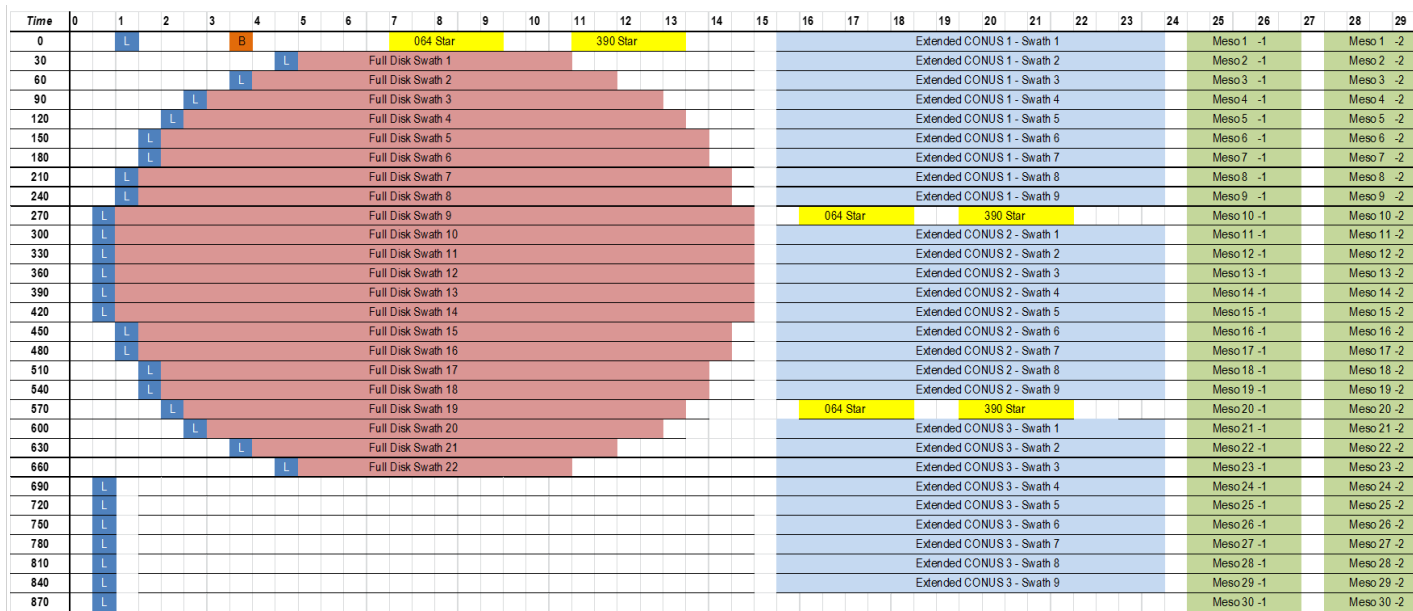 Time 0 1 2 3 4 5 6 7 8 9 10 11 12 13 14 15 16 17 18 19 20 21 22 23 24 25 26 27 28 29
0 L B 064 Star 390 Star Extended CONUS 1 - Swath 1 Meso 1 -1 Meso 1 -2
30 L Full Disk Swath 1 Extended CONUS 1 - Swath 2 Meso 2 -1 Meso 2 -2
60 L Full Disk Swath 2 Extended CONUS 1 - Swath 3 Meso 3 -1 Meso 3 -2
90 L Full Disk Swath 3 Extended CONUS 1 - Swath 4 Meso 4 -1 Meso 4 -2
120 L Full Disk Swath 4 Extended CONUS 1 - Swath 5 Meso 5 -1 Meso 5 -2
150 L Full Disk Swath 5 Extended CONUS 1 - Swath 6 Meso 6 -1 Meso 6 -2
180 L Full Disk Swath 6 Extended CONUS 1 - Swath 7 Meso 7 -1 Meso 7 -2
210 L Full Disk Swath 7 Extended CONUS 1 - Swath 8 Meso 8 -1 Meso 8 -2
240 L Full Disk Swath 8 Extended CONUS 1 - Swath 9 Meso 9 -1 Meso 9 -2
270 L Full Disk Swath 9 064 Star 390 Star Meso 10 -1 Meso 10 -2
300 L Full Disk Swath 10 Extended CONUS 2 - Swath 1 Meso 11 -1 Meso 11 -2
330 L Full Disk Swath 11 Extended CONUS 2 - Swath 2 Meso 12 -1 Meso 12 -2
360 L Full Disk Swath 12 Extended CONUS 2 - Swath 3 Meso 13 -1 Meso 13 -2
390 L Full Disk Swath 13 Extended CONUS 2 - Swath 4 Meso 14 -1 Meso 14 -2
420 L Full Disk Swath 14 Extended CONUS 2 - Swath 5 Meso 15 -1 Meso 15 -2
450 L Full Disk Swath 15 Extended CONUS 2 - Swath 6 Meso 16 -1 Meso 16 -2
480 L Full Disk Swath 16 Extended CONUS 2 - Swath 7 Meso 17 -1 Meso 17 -2
510 L Full Disk Swath 17 Extended CONUS 2 - Swath 8 Meso 18 -1 Meso 18 -2
540 L Full Disk Swath 18 Extended CONUS 2 - Swath 9 Meso 19 -1 Meso 19 -2
570 L Full Disk Swath 19 064 Star 390 Star Meso 20 -1 Meso 20 -2
600 L Full Disk Swath 20 Extended CONUS 3 - Swath 1 Meso 21 -1 Meso 21 -2
630 L Full Disk Swath 21 Extended CONUS 3 - Swath 2 Meso 22 -1 Meso 22 -2
660 L Full Disk Swath 22 Extended CONUS 3 - Swath 3 Meso 23 -1 Meso 23 -2
690 L Extended CONUS 3 - Swath 4 Meso 24 -1 Meso 24 -2
720 L Extended CONUS 3 - Swath 5 Meso 25 -1 Meso 25 -2
750 L Extended CONUS 3 - Swath 6 Meso 26 -1 Meso 26 -2
780 L Extended CONUS 3 - Swath 7 Meso 27 -1 Meso 27 -2
810 L Extended CONUS 3 - Swath 8 Meso 28 -1 Meso 28 -2
840 L Extended CONUS 3 - Swath 9 Meso 29 -1 Meso 29 -2
870 L Meso 30 -1 Meso 30 -2